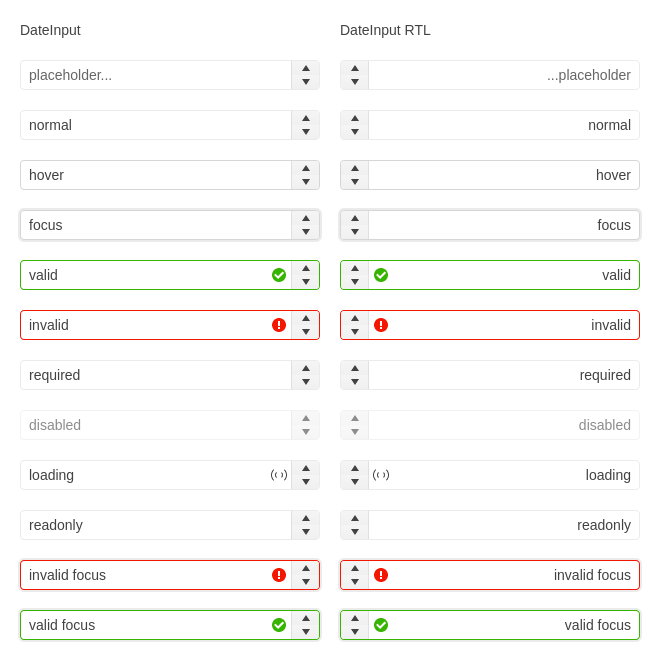 DateInput
DateInput RTL
placeholder...
...placeholder
normal
normal
hover
hover
focus
focus
valid
valid
invalid
invalid
required
required
disabled
disabled
loading
loading
readonly
readonly
invalid focus
invalid focus
valid focus
valid focus